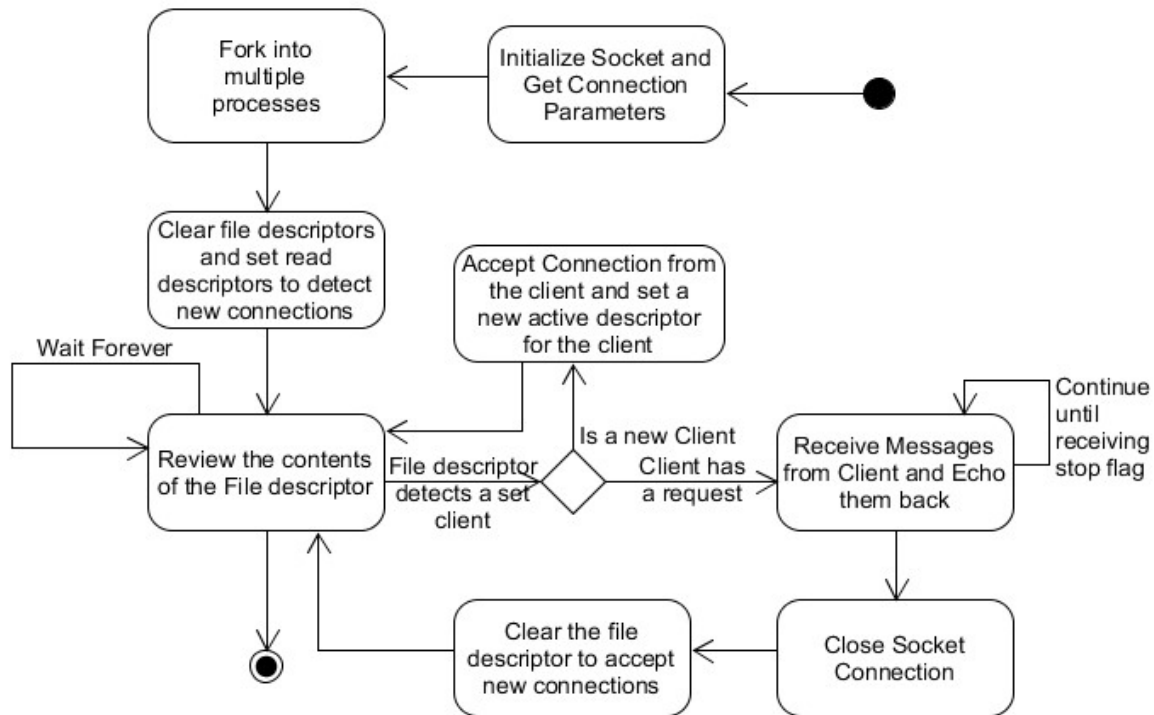 Fork into
multiple
processes
Initialize Socket and
Get Connection
Parameters
Clear file descriptors
and set read
descriptors to detect
new connections
Accept Connection from
the client and set a
new active descriptor
for the client
Wait Forever
Review the contents
of the File descriptor
File descriptor
detects a set
client
Is a new Client
Client has
a request
Receive Messages
from Client and Echo
them back
Continue
until
receiving
stop flag
Clear the file
descriptor to accept
new connections
Close Socket
Connection